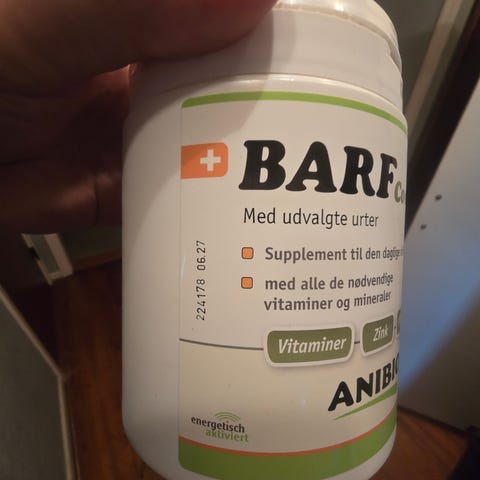 BARF
Med udvalgte urter
Supplement til den daglige
med alle de nødvendige
vitaminer og mineraler
Vitaminer
Zink
energetisch
aktiviert
224178 06.27